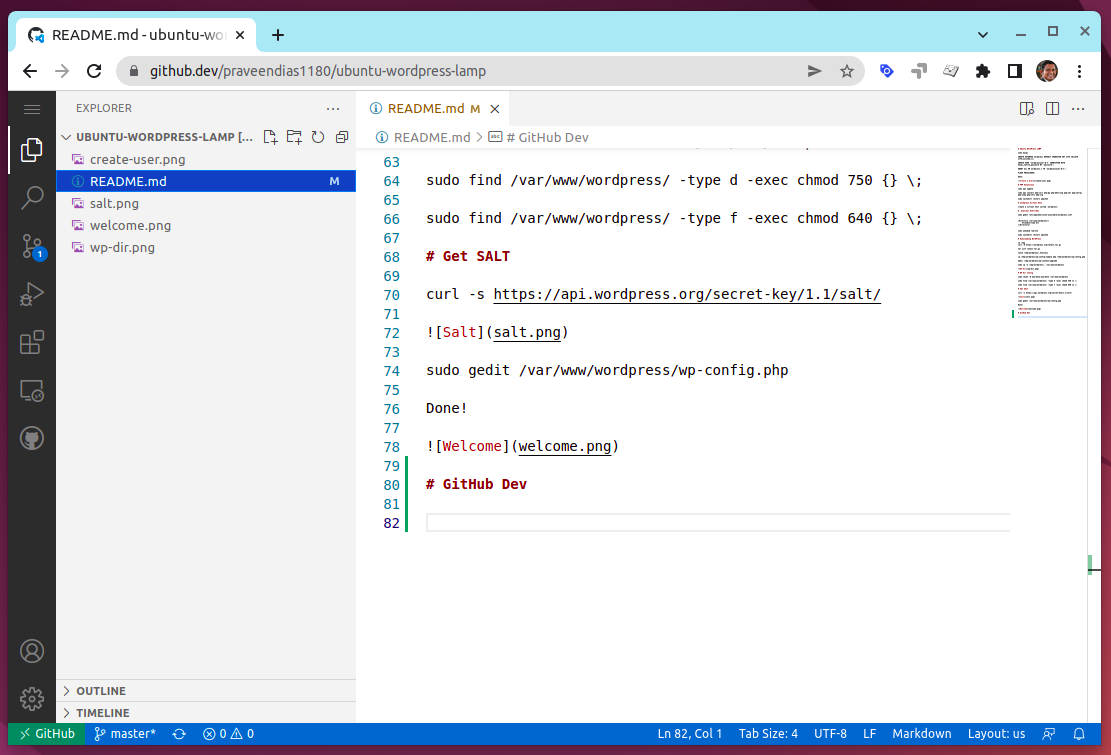 README.md - ubuntu-wo
github.dev/praveendias1180/ubuntu-wordpress-lamp
EXPLORER
UBUNTU-WORDPRESS-LAMP [...
create-user.png
README.md M
salt.png
welcome.png
wp-dir.png
1
OUTLINE
TIMELINE
README.md M
README.md > # GitHub Dev
63
64 sudo find /var/www/wordpress/ -type d -exec chmod 750 {} \;
65
66 sudo find /var/www/wordpress/ -type f -exec chmod 640 {} \;
67
68 # Get SALT
69
70 curl -s https://api.wordpress.org/secret-key/1.1/salt/
71
72 ![Salt](salt.png)
73
74 sudo gedit /var/www/wordpress/wp-config.php
75
76 Done!
77
78 ![Welcome](welcome.png)
79
80 # GitHub Dev
81
82
GitHub master* 0 0 Ln 82, Col 1 Tab Size: 4 UTF-8 LF Markdown Layout: us